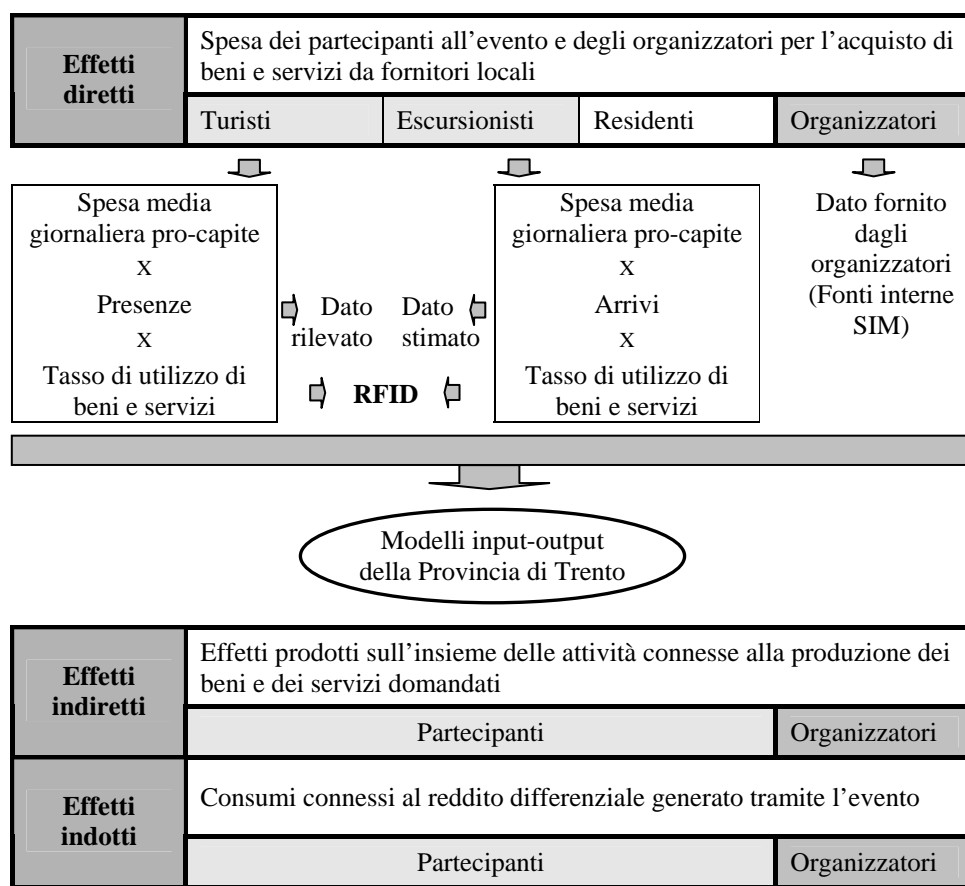 Effetti
diretti
Spesa dei partecipanti all’evento e degli organizzatori per l’acquisto di
beni e servizi da fornitori locali
Turisti
Escursionisti
Residenti
Organizzatori
Spesa media
giornaliera pro-capite
X
Presenze
X
Tasso di utilizzo di
beni e servizi
Dato
rilevato
Dato
stimato
RFID
Spesa media
giornaliera pro-capite
X
Arrivi
X
Tasso di utilizzo di
beni e servizi
Dato fornito
dagli
organizzatori
(Fonti interne
SIM)
Modelli input-output
della Provincia di Trento
Effetti
indiretti
Effetti prodotti sull’insieme delle attività connesse alla produzione dei
beni e dei servizi domandati
Partecipanti
Organizzatori
Effetti
indotti
Consumi connessi al reddito differenziale generato tramite l’evento
Partecipanti
Organizzatori